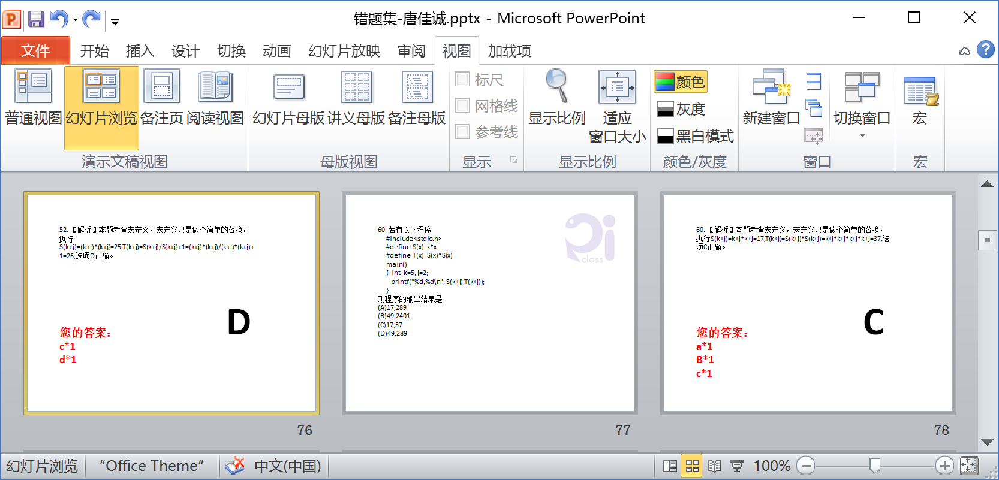 错题集-唐佳诚.pptx - Microsoft PowerPoint
文件 开始 插入 设计 切换 动画 幻灯片放映 审阅 视图 加载项
普通视图 幻灯片浏览 备注页 阅读视图
演示文稿视图
幻灯片母版 讲义母版 备注母版
母版视图
标尺
网格线
参考线
显示
显示比例 适应
窗口大小
显示比例
颜色
灰度
黑白模式
颜色/灰度
新建窗口 切换窗口
窗口
宏
宏
52. 【解析】本题考查宏定义，宏定义只是做个简单的替换，
执行
S(k+j)=(k+j)*(k+j)=25,T(k+j)=S(k+j)/S(k+j)+1=(k+j)*(k+j)/(k+j)*(k+j)+
1=26,选项D正确。
D
您的答案：
c*1
d*1
76
60. 若有以下程序
#include<stdio.h>
#define S(x) x*x
#define T(x) S(x)*S(x)
main()
{ int k=5, j=2;
printf("%d,%d\n", S(k+j),T(k+j));
}
则程序的输出结果是
(A)17,289
(B)49,2401
(C)17,37
(D)49,289
class
77
60. 【解析】本题考查宏定义，宏定义只是做个简单的替换，
执行S(k+j)=k+j*k+j=17,T(k+j)=S(k+j)*S(k+j)=k+j*k+j*k+j*k+j=37,选
项C正确。
C
您的答案：
a*1
B*1
c*1
78
幻灯片浏览 “Office Theme” 中文(中国) 100%